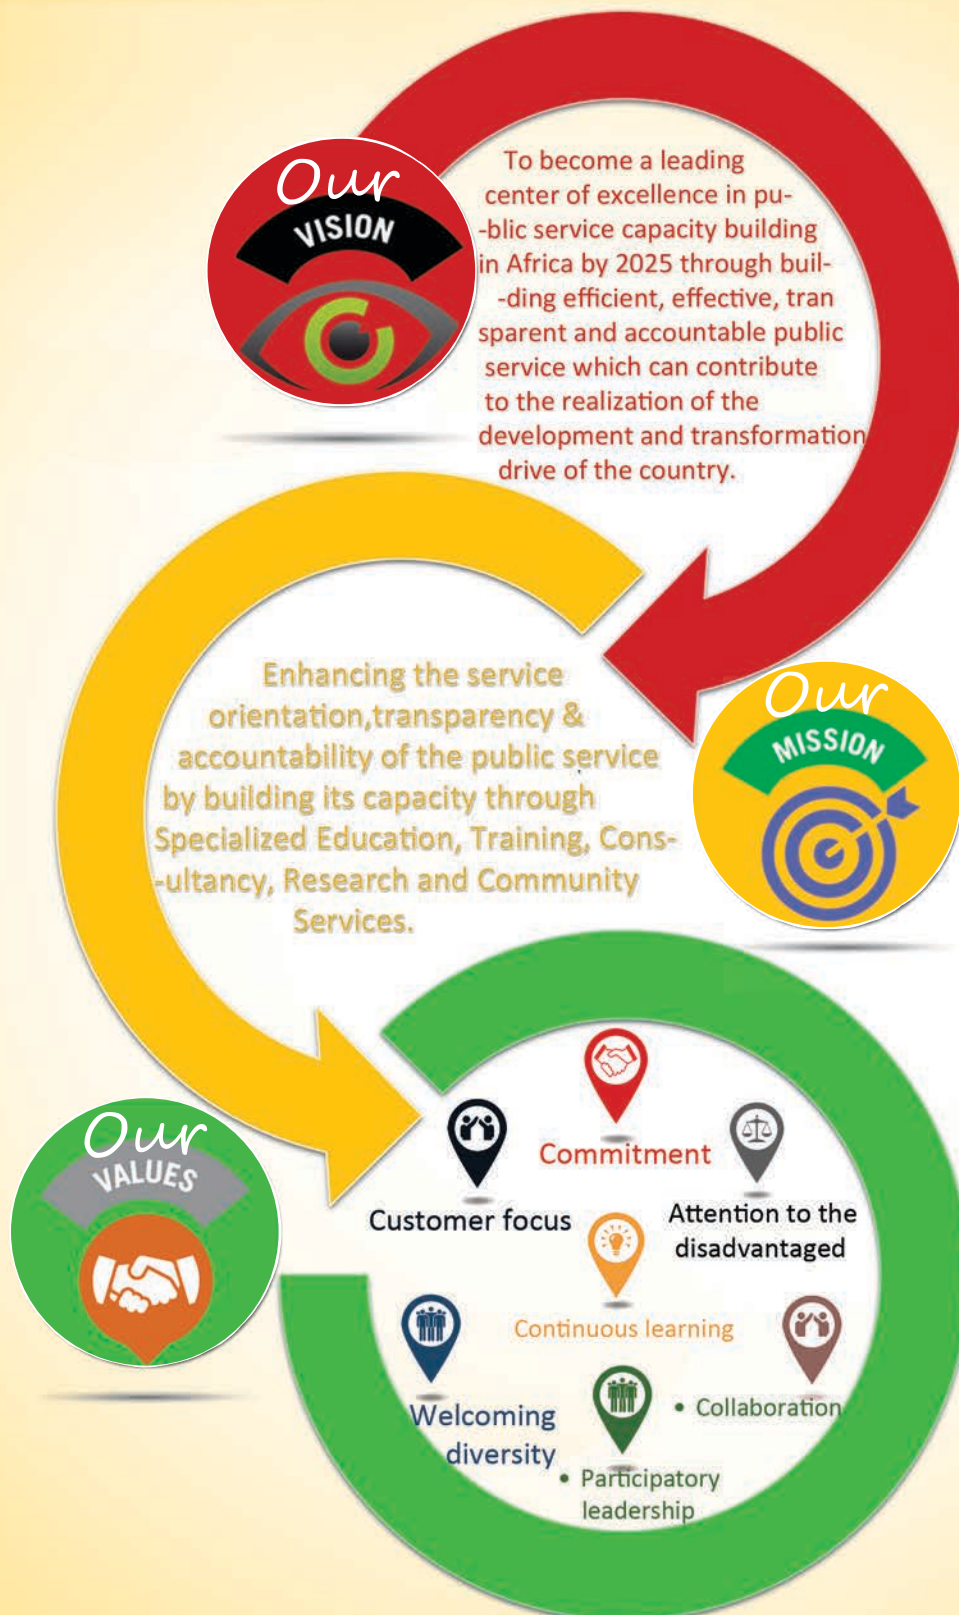 Our
VISION
To become a leading
center of excellence in pu-
-blic service capacity building
in Africa by 2025 through buil-
-ding efficient, effective, tran
sparent and accountable public
service which can contribute
to the realization of the
development and transformation
drive of the country.
Our
MISSION
Enhancing the service
orientation,transparency &
accountability of the public service
by building its capacity through
Specialized Education, Training, Cons-
-ultancy, Research and Community
Services.
Our
VALUES
Commitment
Customer focus
Attention to the
disadvantaged
Continuous learning
Welcoming
diversity
• Collaboration
• Participatory
leadership